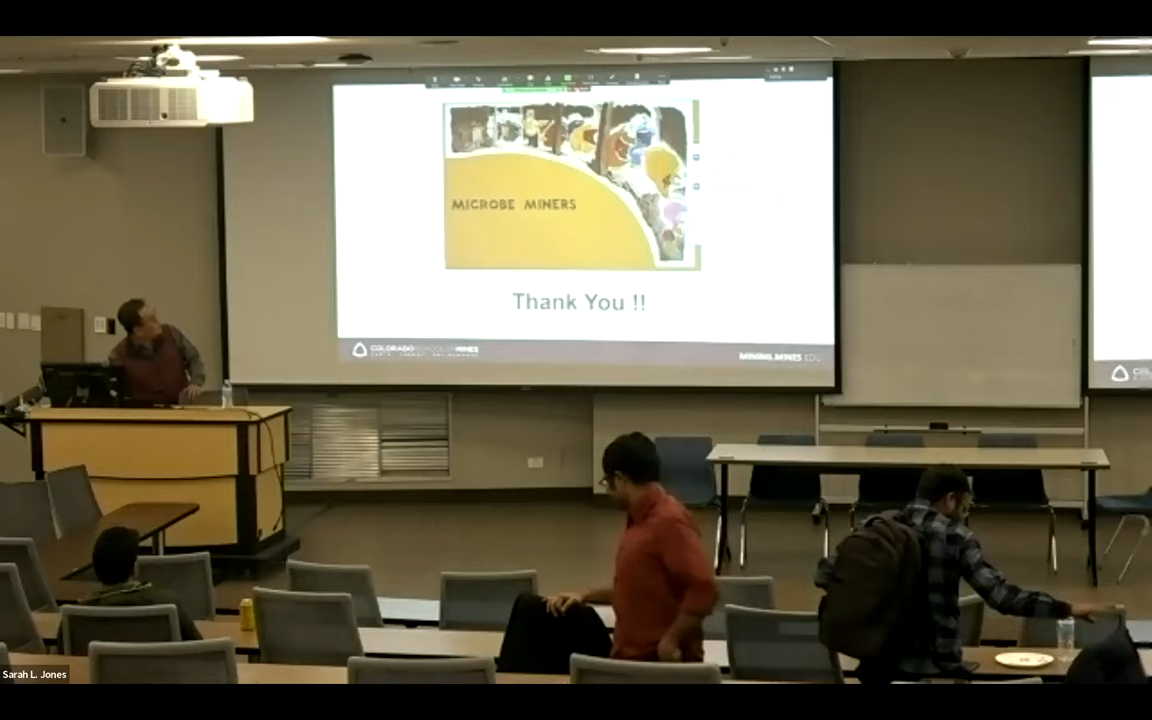 MICROBE MINERS
Thank You !!
COLORADO SCHOOL OF MINES
MINING.MINES.EDU
Sarah L. Jones